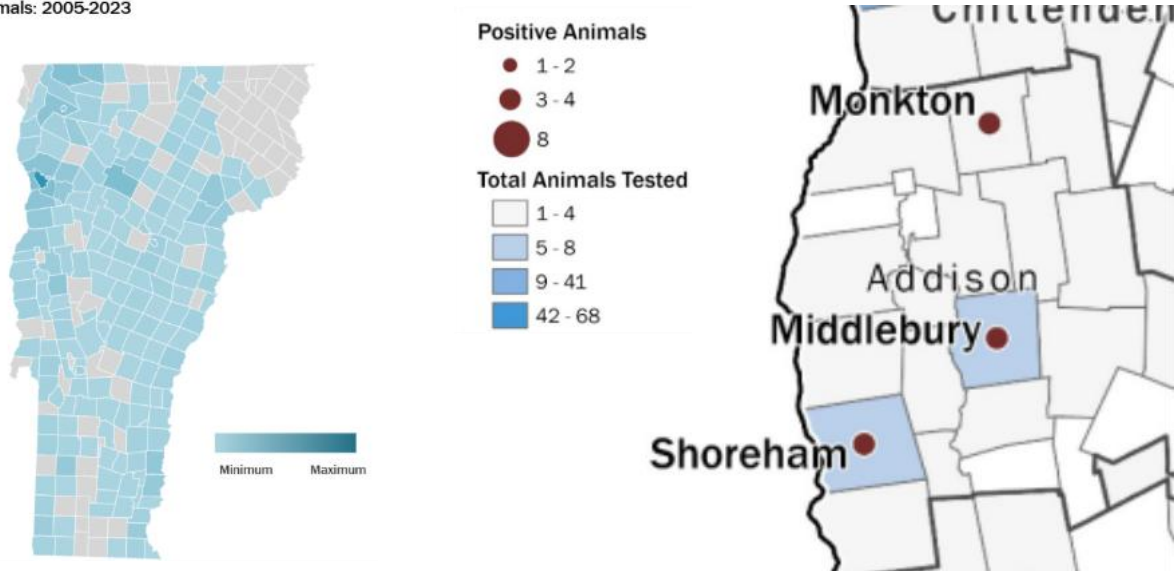 mals: 2005-2023
Minimum
Maximum
Positive Animals
1 - 2
3 - 4
8
Total Animals Tested
1 - 4
5 - 8
9 - 41
42 - 68
Chittenden
Monkton
Addison
Middlebury
Shoreham